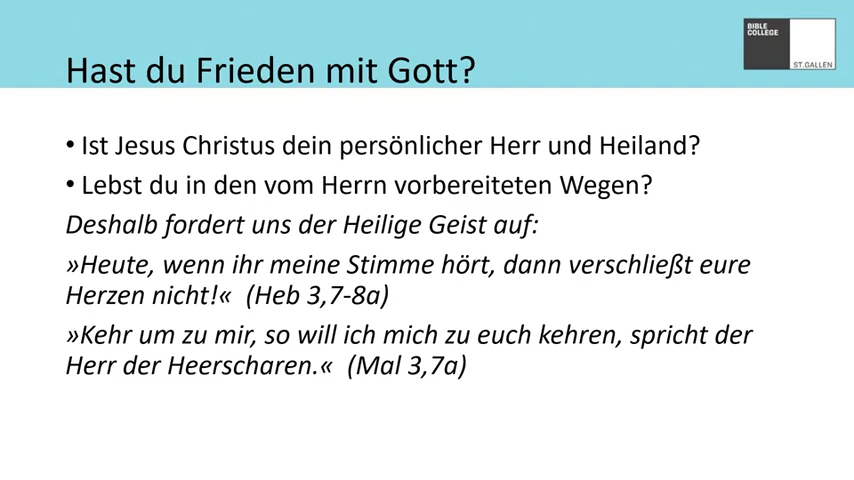 BIBLE
COLLEGE
ST.GALLEN
Hast du Frieden mit Gott?
• Ist Jesus Christus dein persönlicher Herr und Heiland?
• Lebst du in den vom Herrn vorbereiteten Wegen?
Deshalb fordert uns der Heilige Geist auf:
»Heute, wenn ihr meine Stimme hört, dann verschließt eure
Herzen nicht!« (Heb 3,7-8a)
»Kehr um zu mir, so will ich mich zu euch kehren, spricht der
Herr der Heerscharen.« (Mal 3,7a)